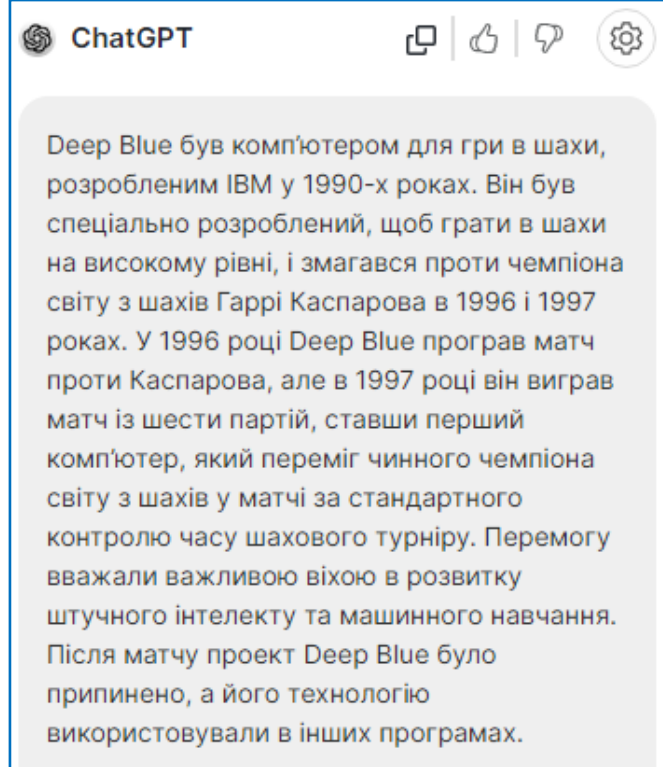 ChatGPT
Deep Blue був комп'ютером для гри в шахи,
розробленим IBM у 1990-х роках. Він був
спеціально розроблений, щоб грати в шахи
на високому рівні, і змагався проти чемпіона
світу з шахів Гаррі Каспарова в 1996 і 1997
роках. У 1996 році Deep Blue програв матч
проти Каспарова, але в 1997 році він виграв
матч із шести партій, ставши перший
комп'ютер, який переміг чинного чемпіона
світу з шахів у матчі за стандартного
контролю часу шахового турніру. Перемогу
вважали важливою віхою в розвитку
штучного інтелекту та машинного навчання.
Після матчу проект Deep Blue було
припинено, а його технологію
використовували в інших програмах.